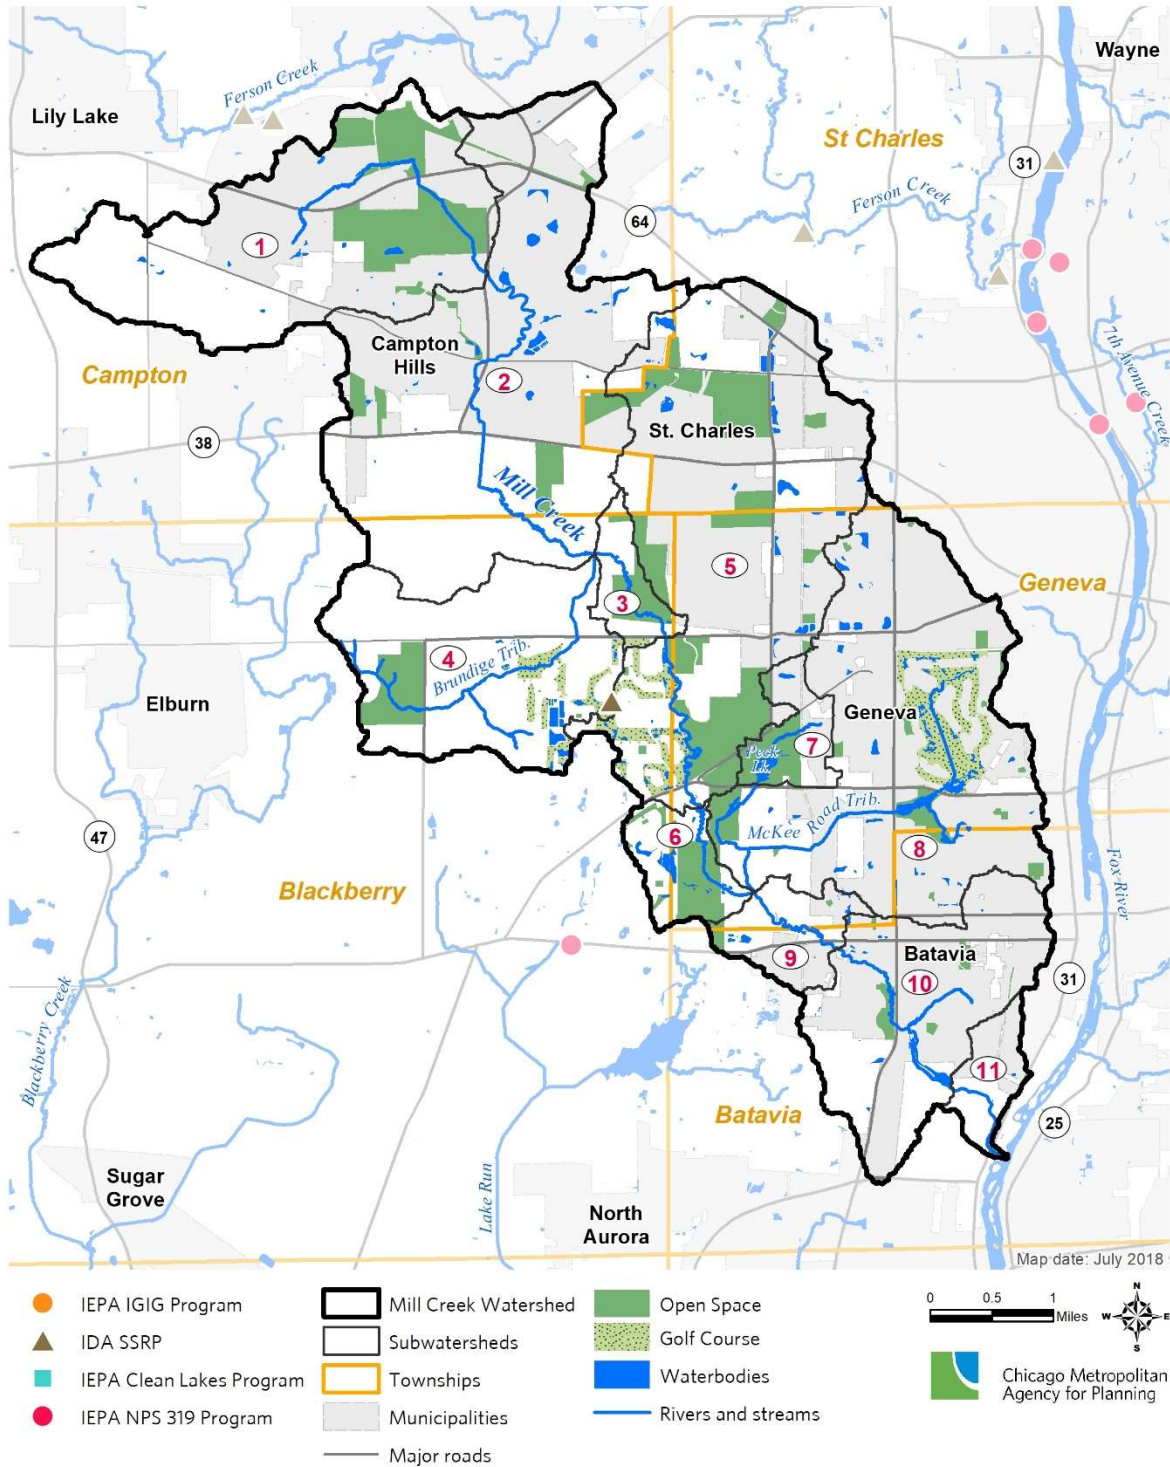 Wayne
Ferson Creek
Lily Lake
St Charles
31
Ferson Creek
64
1
7th Avenue Creek
Campton
Hills
Campton
2
St. Charles
38
Mill Creek
5
Geneva
3
4
Brundige Trib.
Elburn
Geneva
7
Peck
Lk.
McKee Road Trib.
47
6
8
Blackberry
Fox River
Batavia
9
10
31
Blackberry Creek
11
Batavia
25
Sugar
Grove
Lake Run
North
Aurora
Map date: July 2018
IEPA IGIG Program
IDA SSRP
IEPA Clean Lakes Program
IEPA NPS 319 Program
Mill Creek Watershed
Subwatersheds
Townships
Municipalities
Major roads
Open Space
Golf Course
Waterbodies
Rivers and streams
0 0.5 1
Miles
N
W E
S
Chicago Metropolitan
Agency for Planning